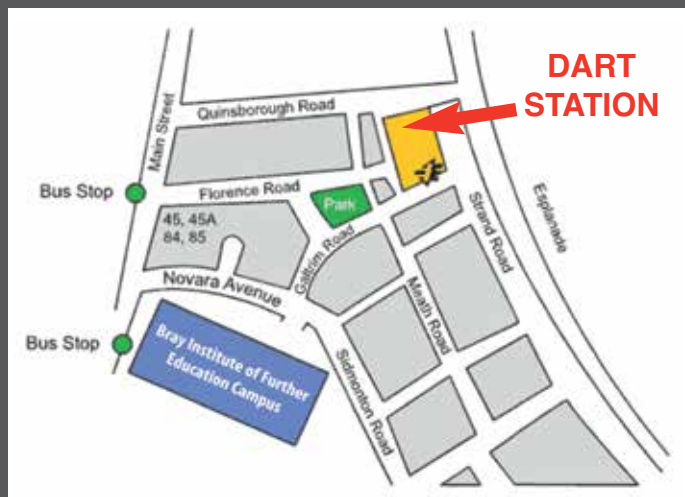 DART
STATION
Quinsborough Road
Main Street
Bus Stop
Florence Road
Park
45, 45A
84, 85
Galtrim Road
Strand Road
Esplanade
Novara Avenue
Meath Road
Bus Stop
Bray Institute of Further
Education Campus
Sidmonton Road